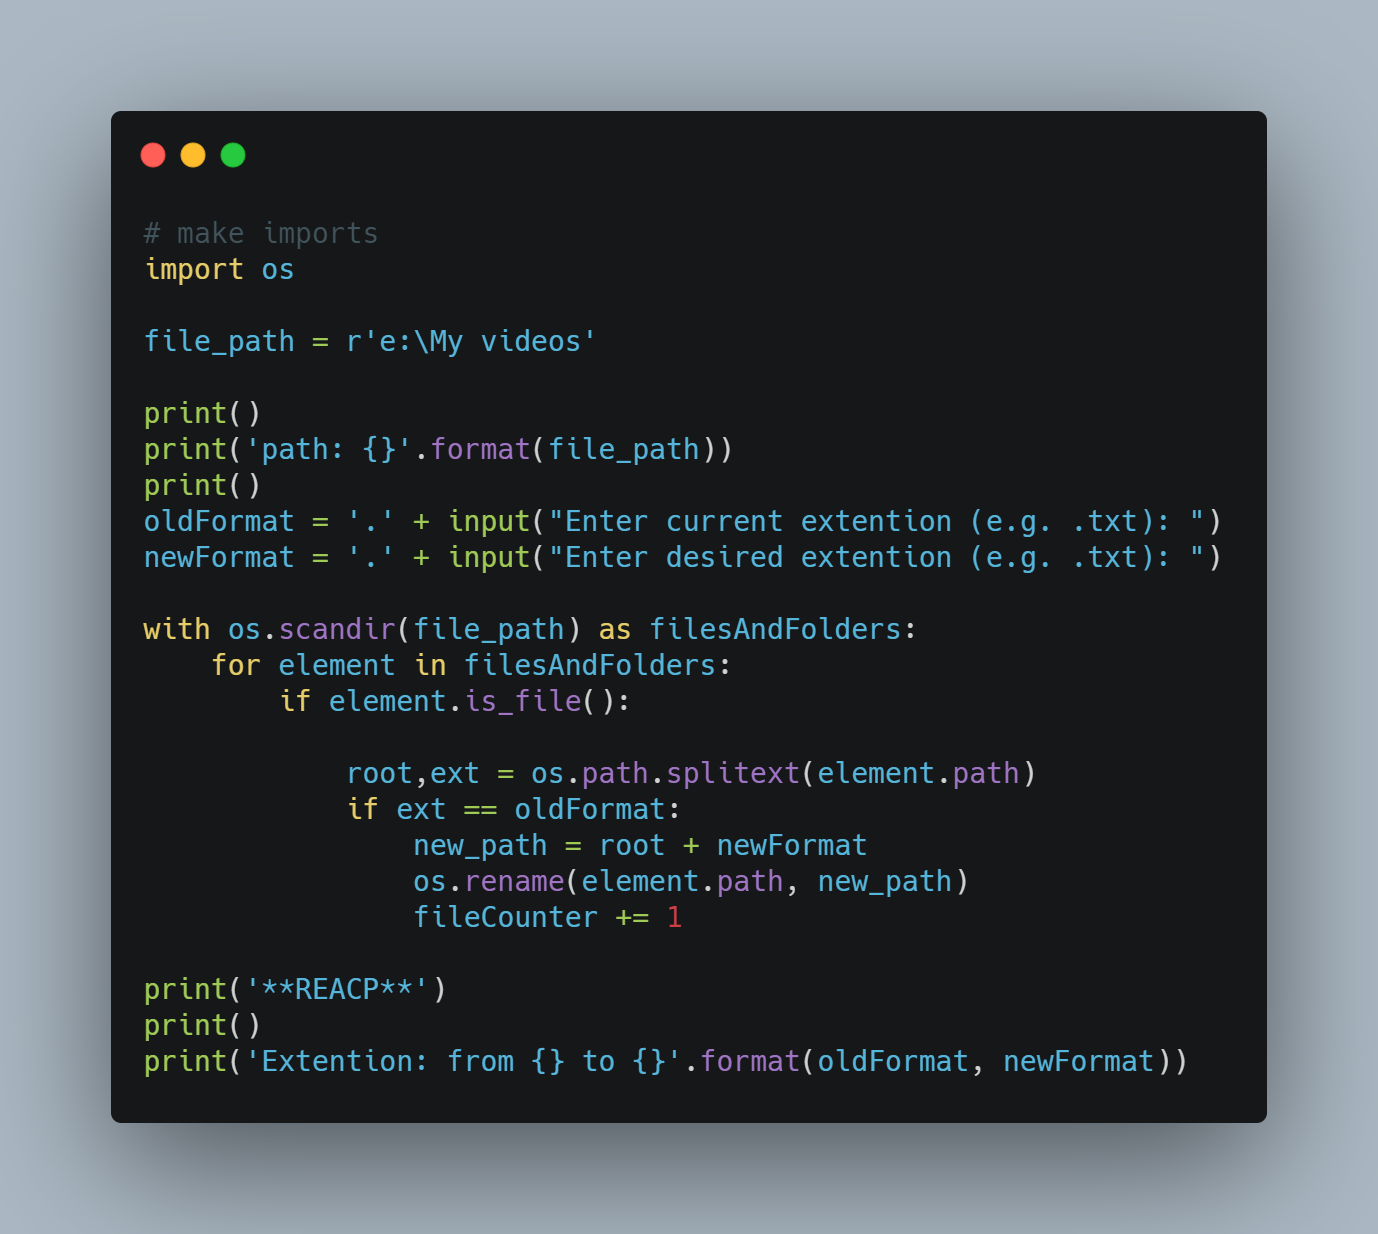 # make imports
import os
file_path = r'e:\My videos'
print()
print('path: {}'.format(file_path))
print()
oldFormat = '.' + input("Enter current extention (e.g. .txt): ")
newFormat = '.' + input("Enter desired extention (e.g. .txt): ")
with os.scandir(file_path) as filesAndFolders:
    for element in filesAndFolders:
        if element.is_file():
            root,ext = os.path.splitext(element.path)
            if ext == oldFormat:
                new_path = root + newFormat
                os.rename(element.path, new_path)
                fileCounter += 1
print('**REACP**')
print()
print('Extention: from {} to {}'.format(oldFormat, newFormat))